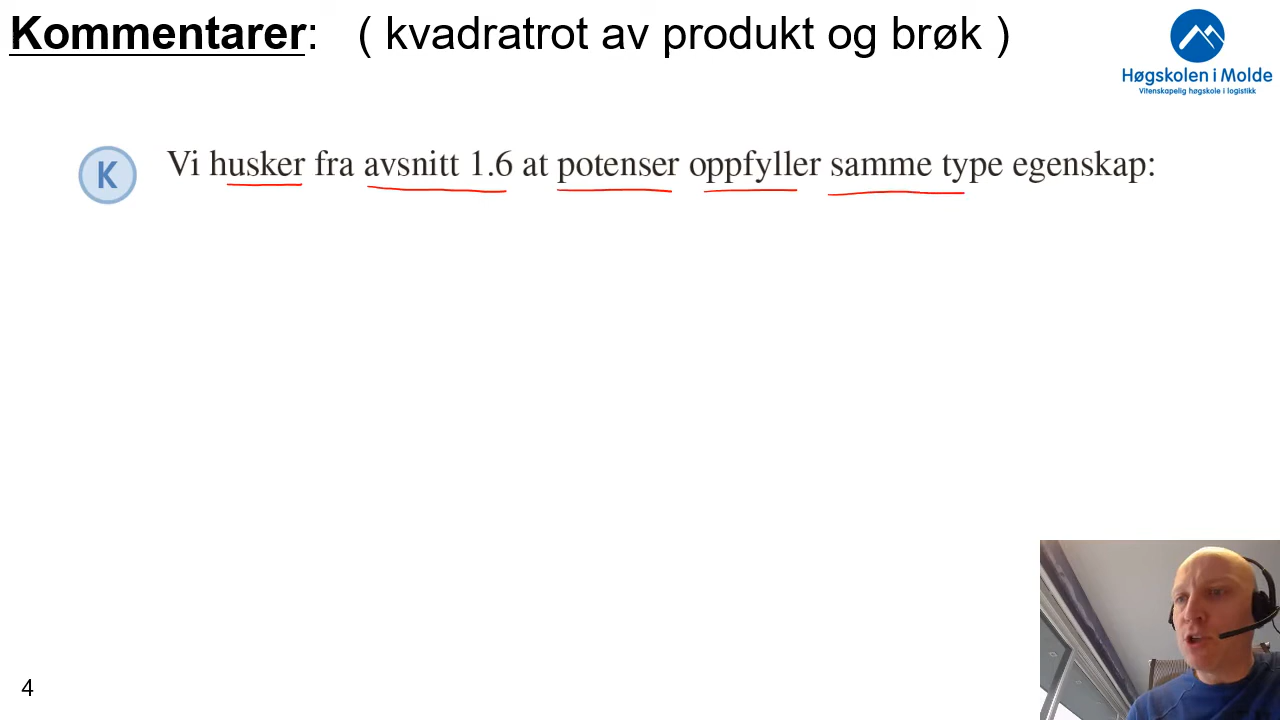 Kommentarer: ( kvadratrot av produkt og brøk )
Høgskolen i Molde
Vitenskapelig høgskole i logistikk
K Vi husker fra avsnitt 1.6 at potenser oppfyller samme type egenskap:
4